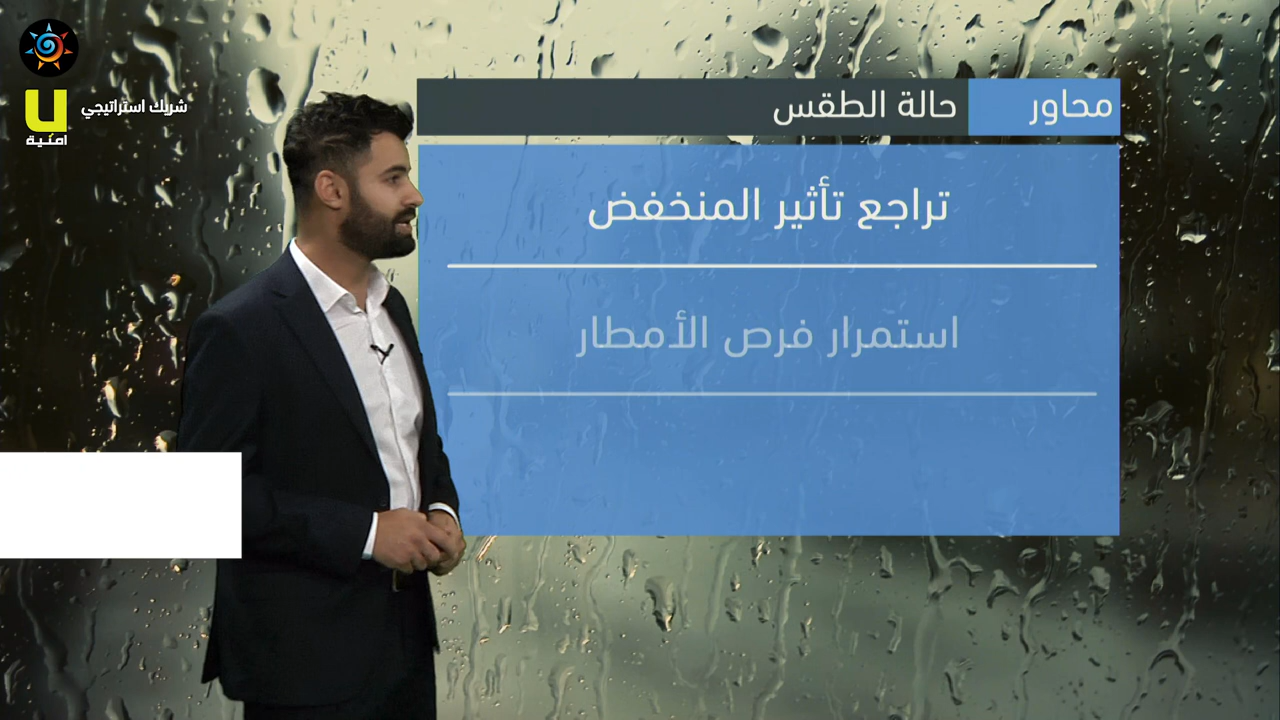 محاور حالة الطقس
تراجع تأثير المنخفض
استمرار فرص الأمطار
شريك استراتيجي
امنية